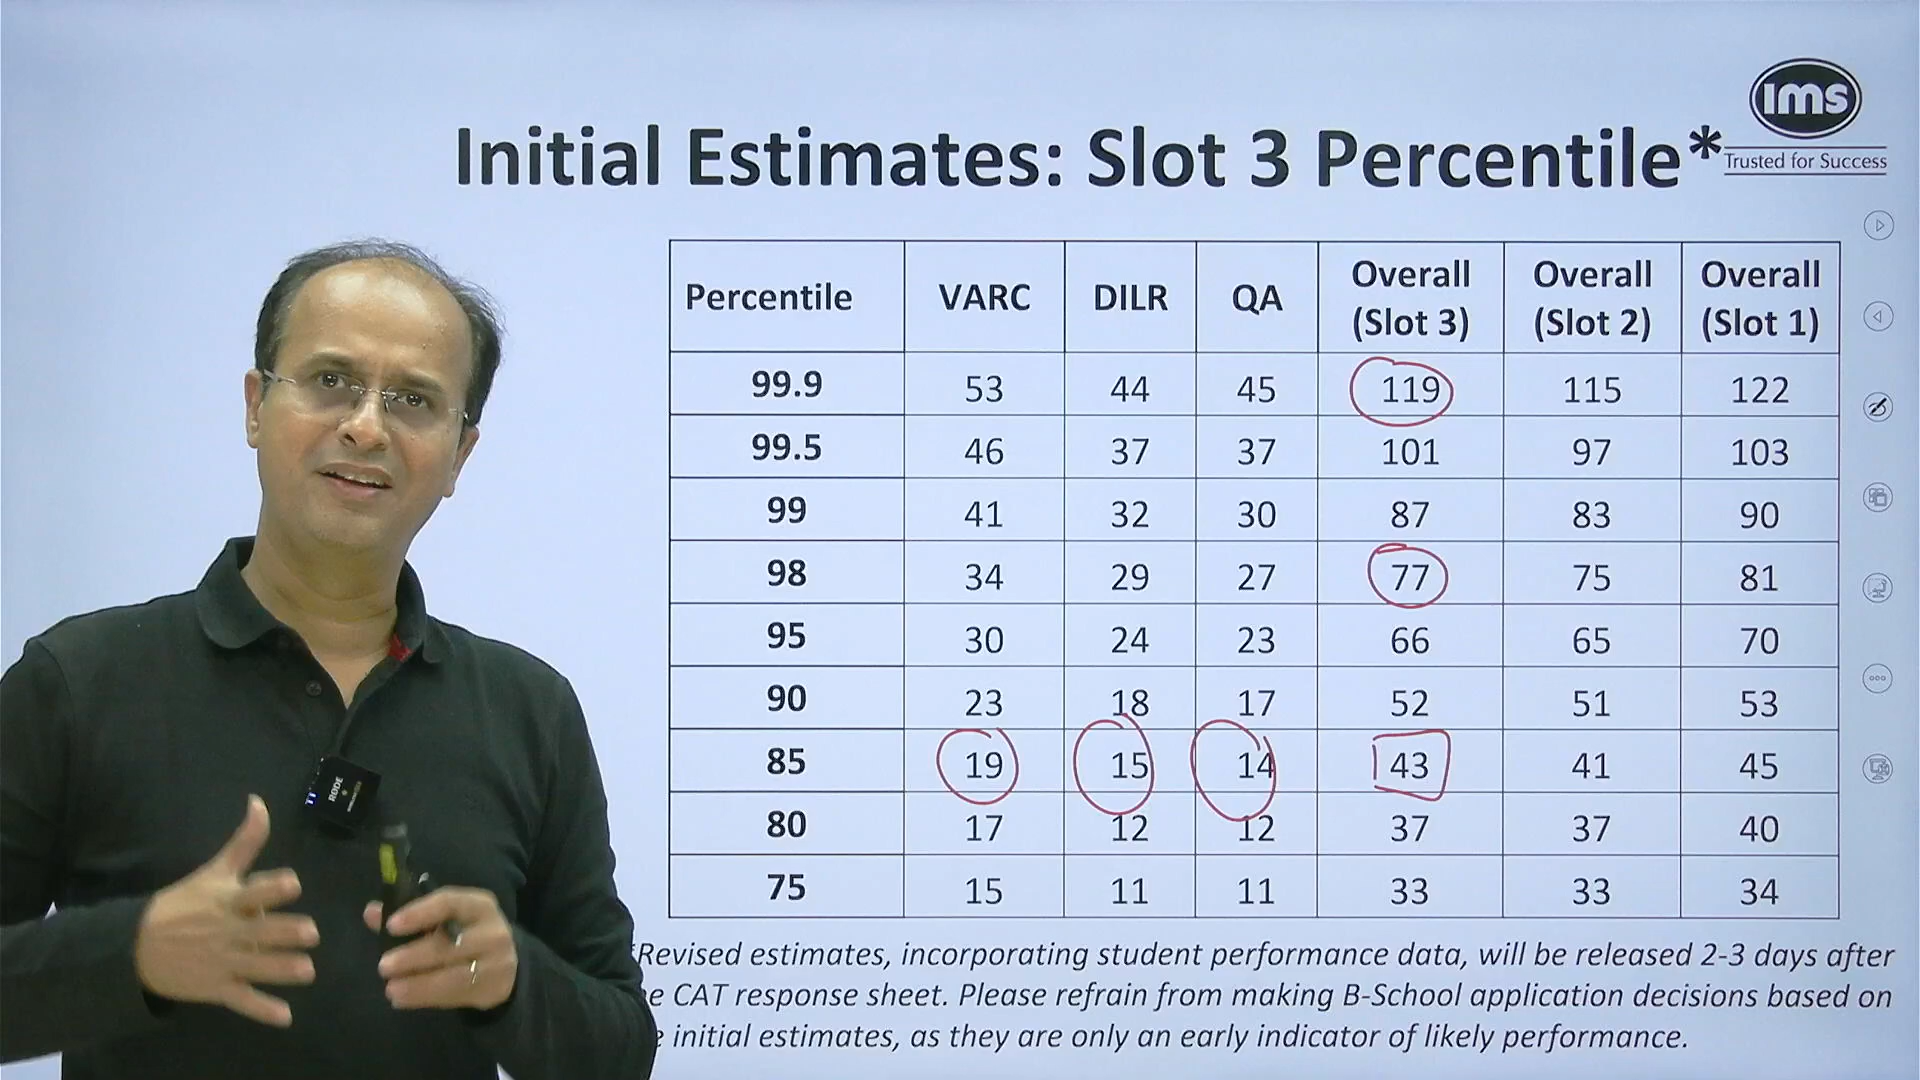 ims
Trusted for Success
Initial Estimates: Slot 3 Percentile*
Percentile VARC DILR QA Overall (Slot 3) Overall (Slot 2) Overall (Slot 1)
99.9 53 44 45 119 115 122
99.5 46 37 37 101 97 103
99 41 32 30 87 83 90
98 34 29 27 77 75 81
95 30 24 23 66 65 70
90 23 18 17 52 51 53
85 19 15 14 43 41 45
80 17 12 12 37 37 40
75 15 11 11 33 33 34
RØDE
*Revised estimates, incorporating student performance data, will be released 2-3 days after
e CAT response sheet. Please refrain from making B-School application decisions based on
e initial estimates, as they are only an early indicator of likely performance.